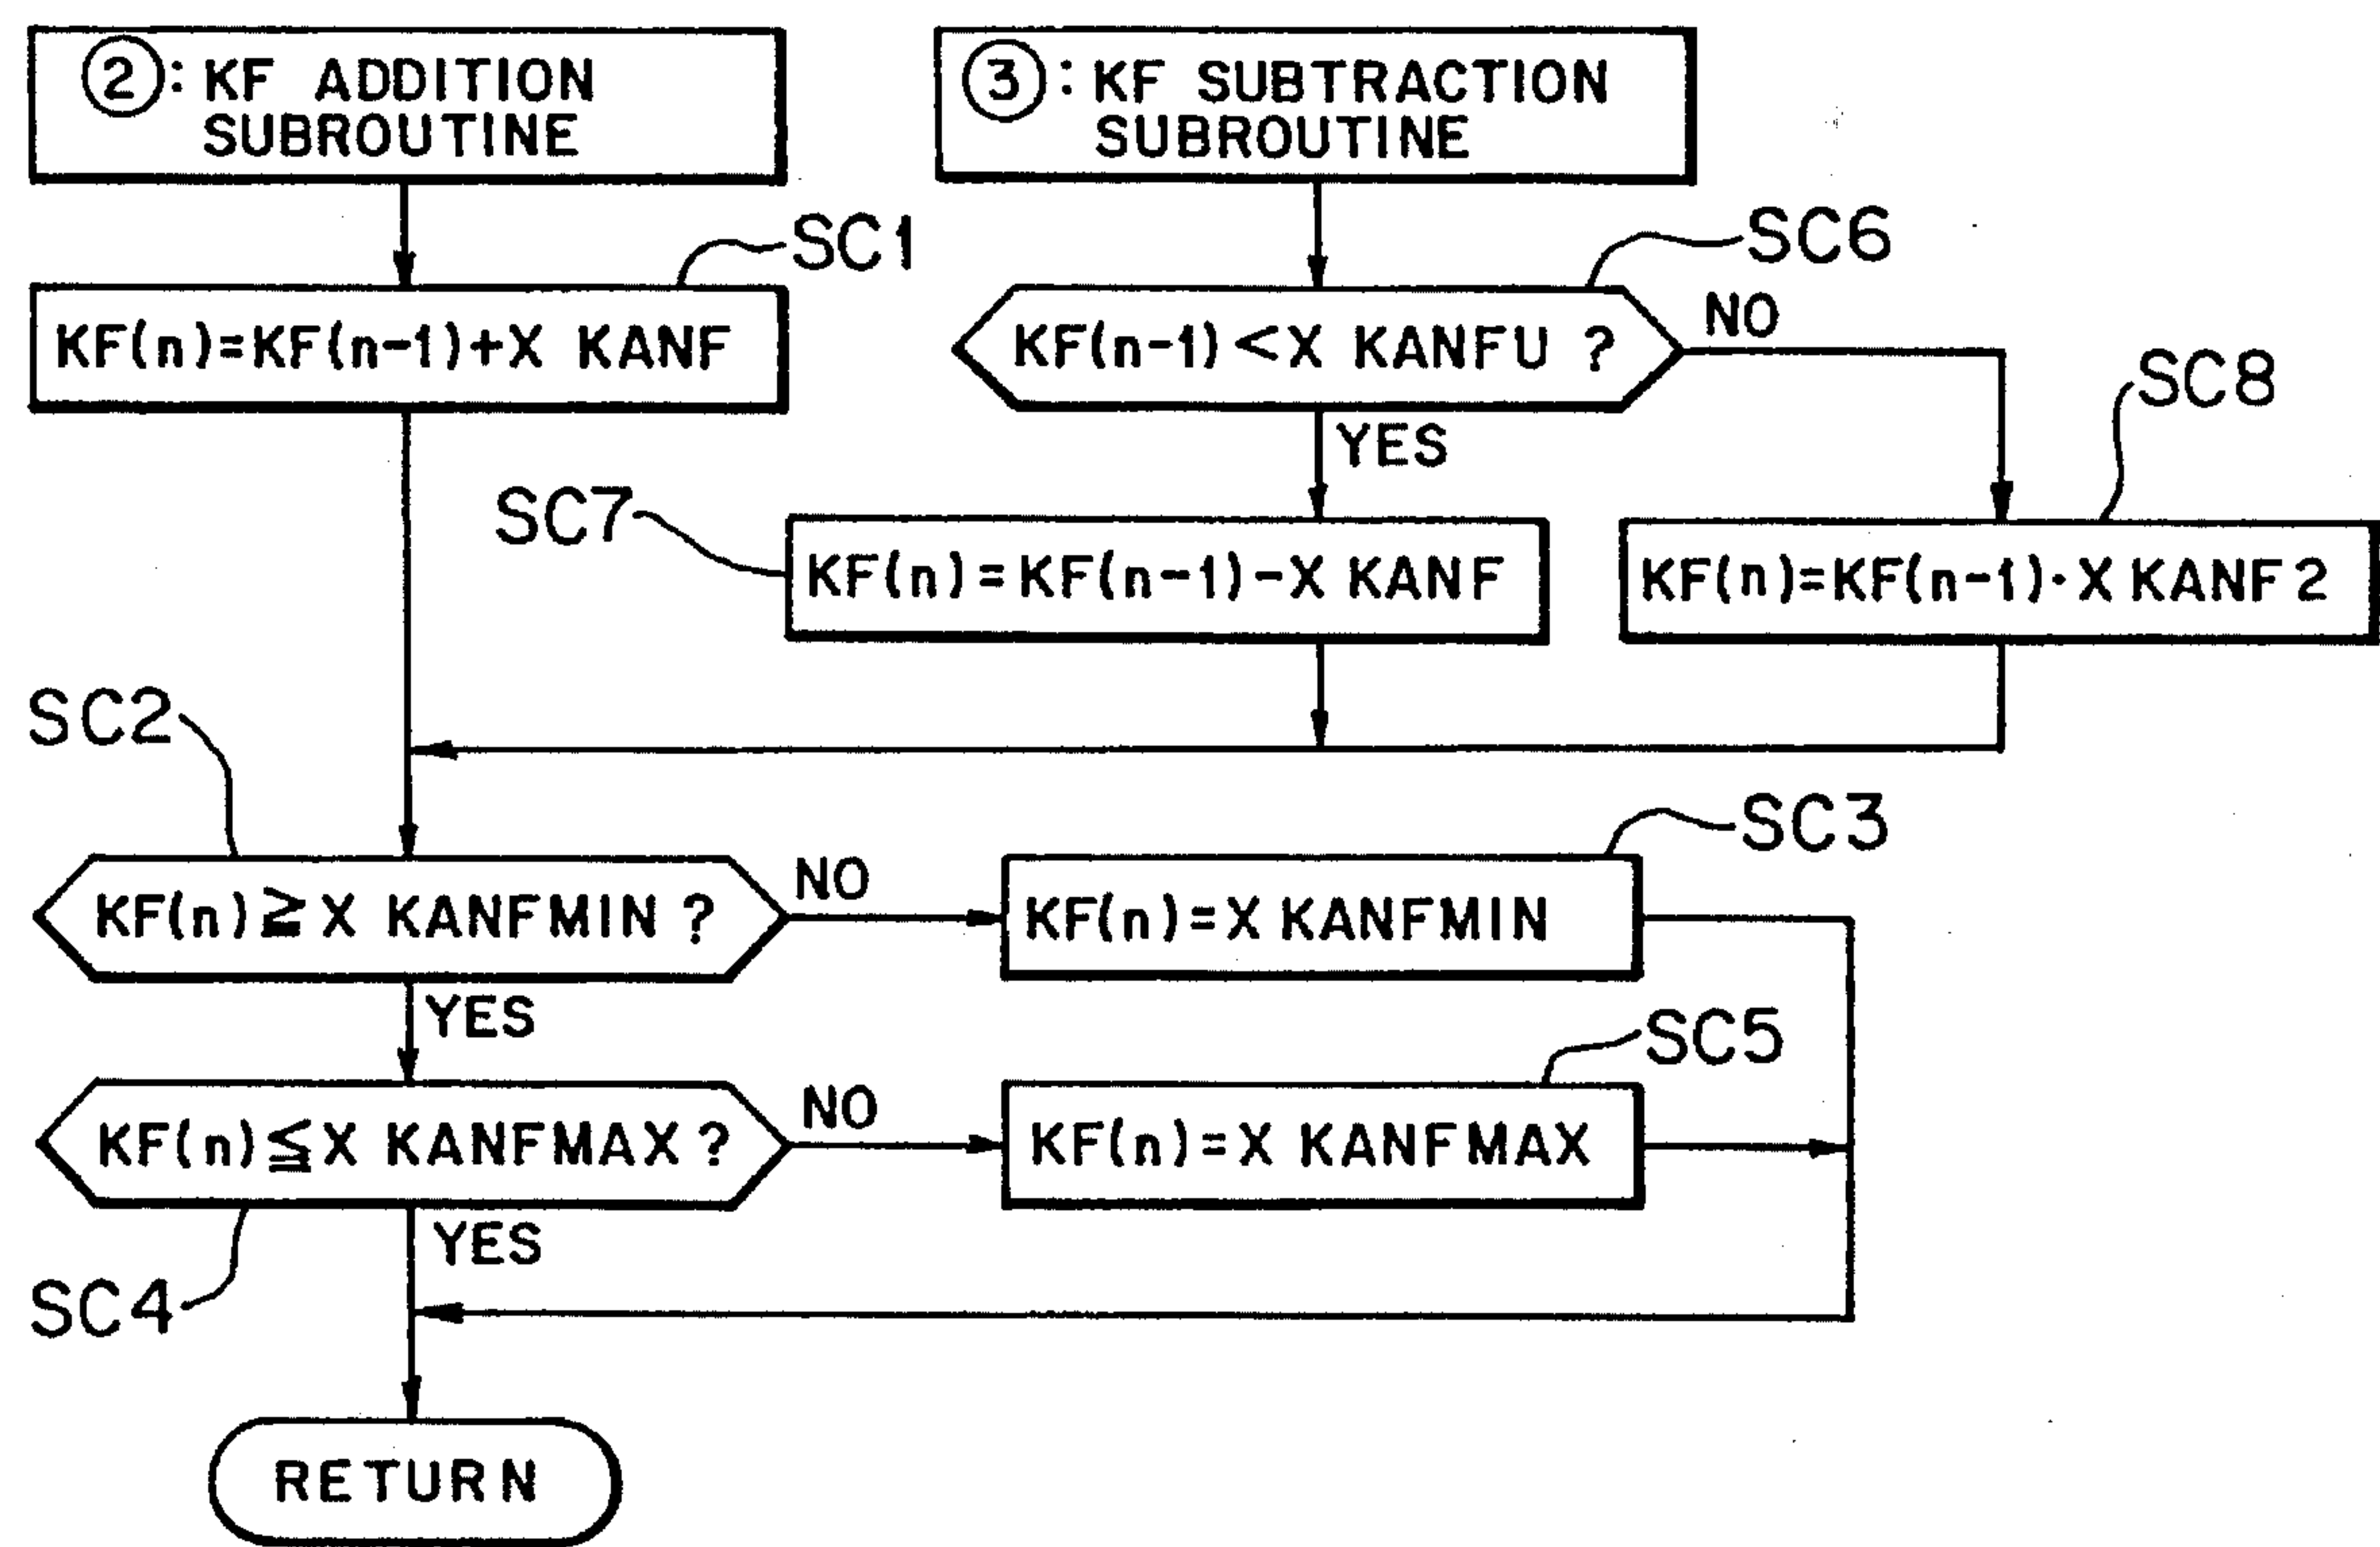 ②: KF ADDITION
SUBROUTINE
③: KF SUBTRACTION
SUBROUTINE
SC1
SC6
KF(n)=KF(n-1)+X KANF
KF(n-1)<X KANFU ?
NO
SC8
YES
SC7
KF(n)=KF(n-1)-X KANF
KF(n)=KF(n-1)·X KANF2
SC2
SC3
KF(n)≧X KANFMIN ?
NO
KF(n)=X KANFMIN
YES
SC5
KF(n)≦X KANFMAX ?
NO
KF(n)=X KANFMAX
YES
SC4
RETURN